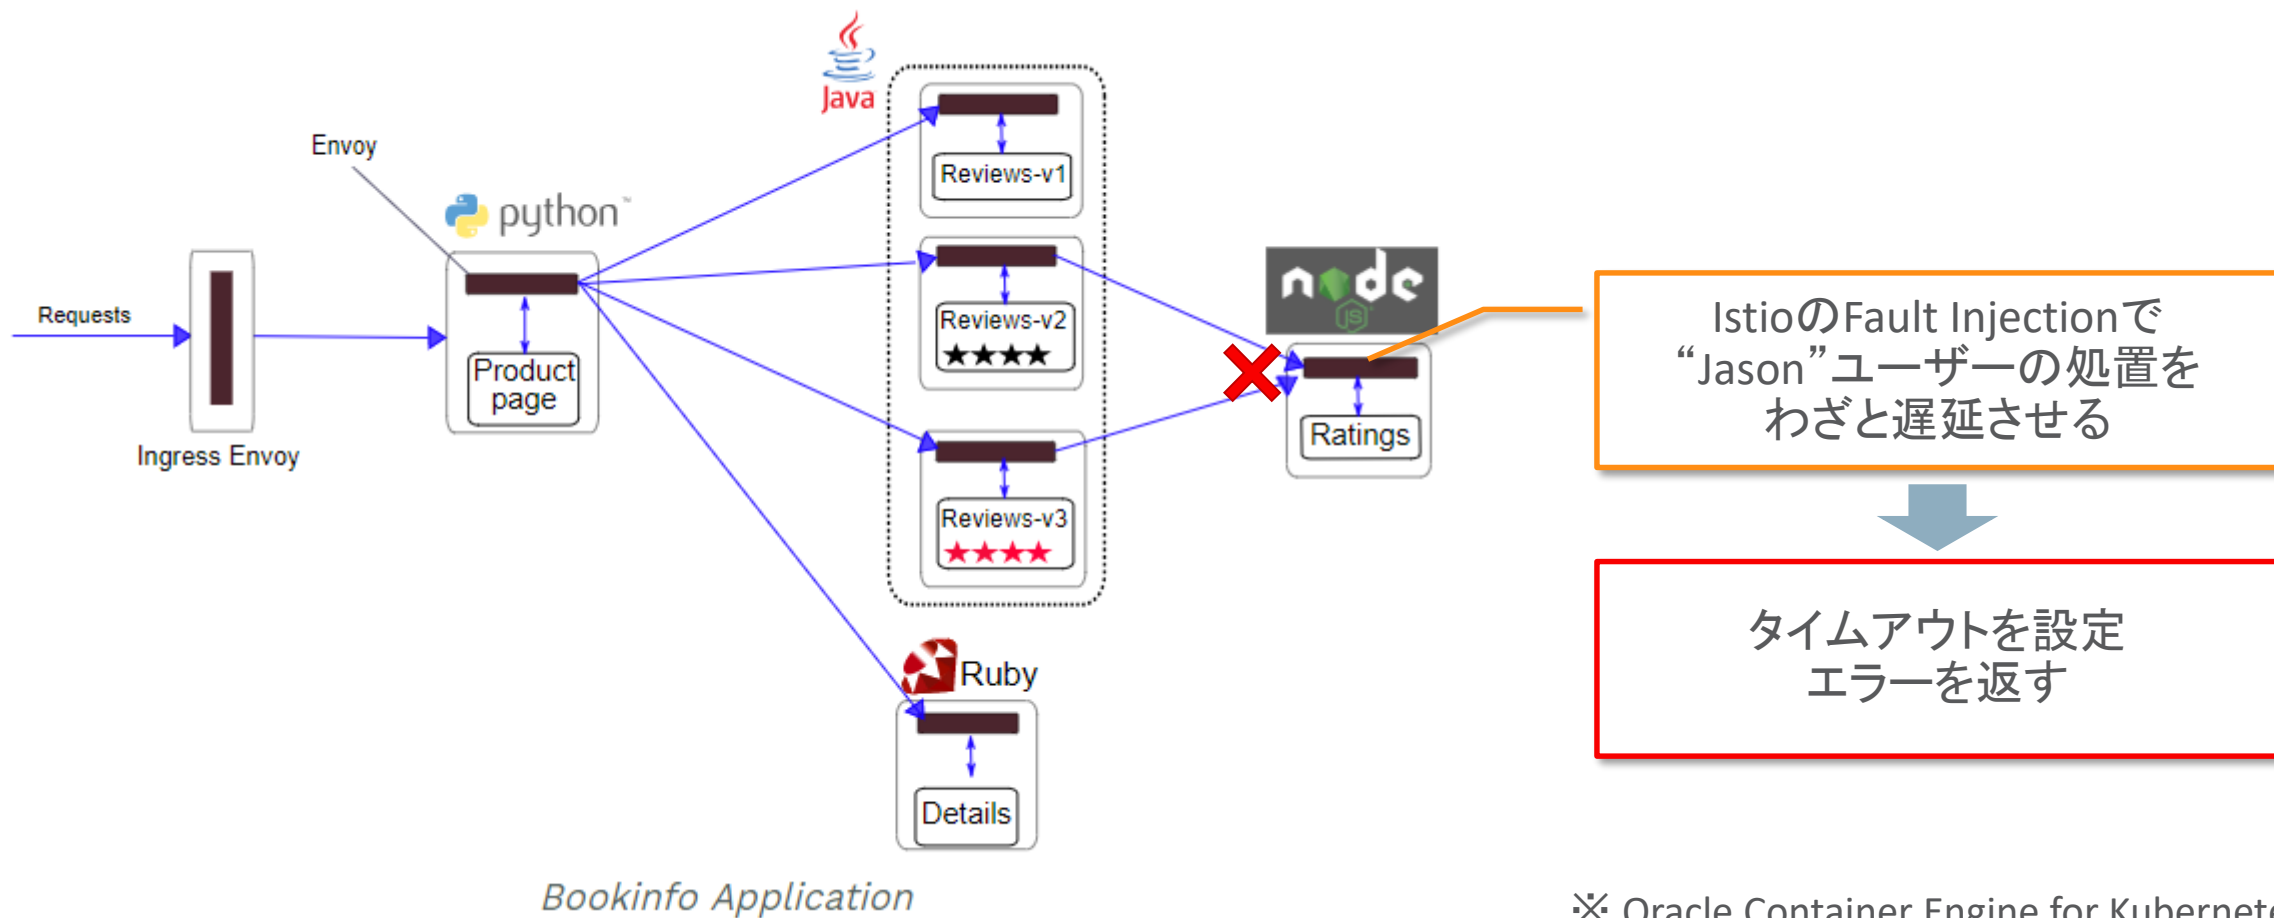 Java
Envoy
python™
Requests
Ingress Envoy
Product
page
Reviews-v1
Reviews-v2
Reviews-v3
node
JS
Ratings
IstioのFault Injectionで
“Jason”ユーザーの処置を
わざと遅延させる
タイムアウトを設定
エラーを返す
Ruby
Details
Bookinfo Application
※ Oracle Container Engine for Kubernete